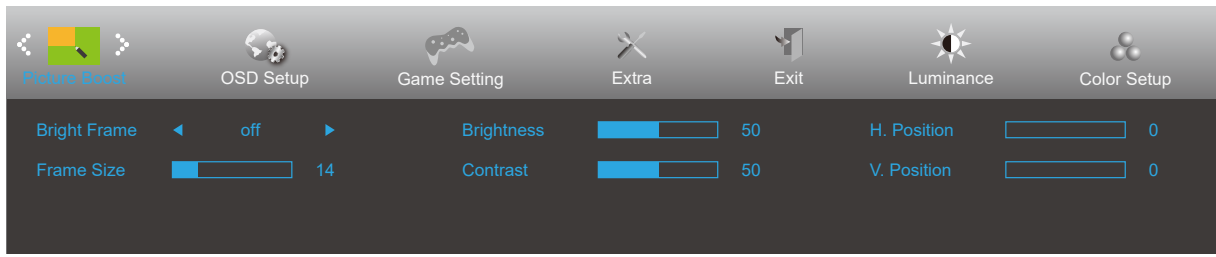 Picture Boost OSD Setup Game Setting Extra Exit Luminance Color Setup
Bright Frame off Brightness 50 H. Position 0
Frame Size 14 Contrast 50 V. Position 0